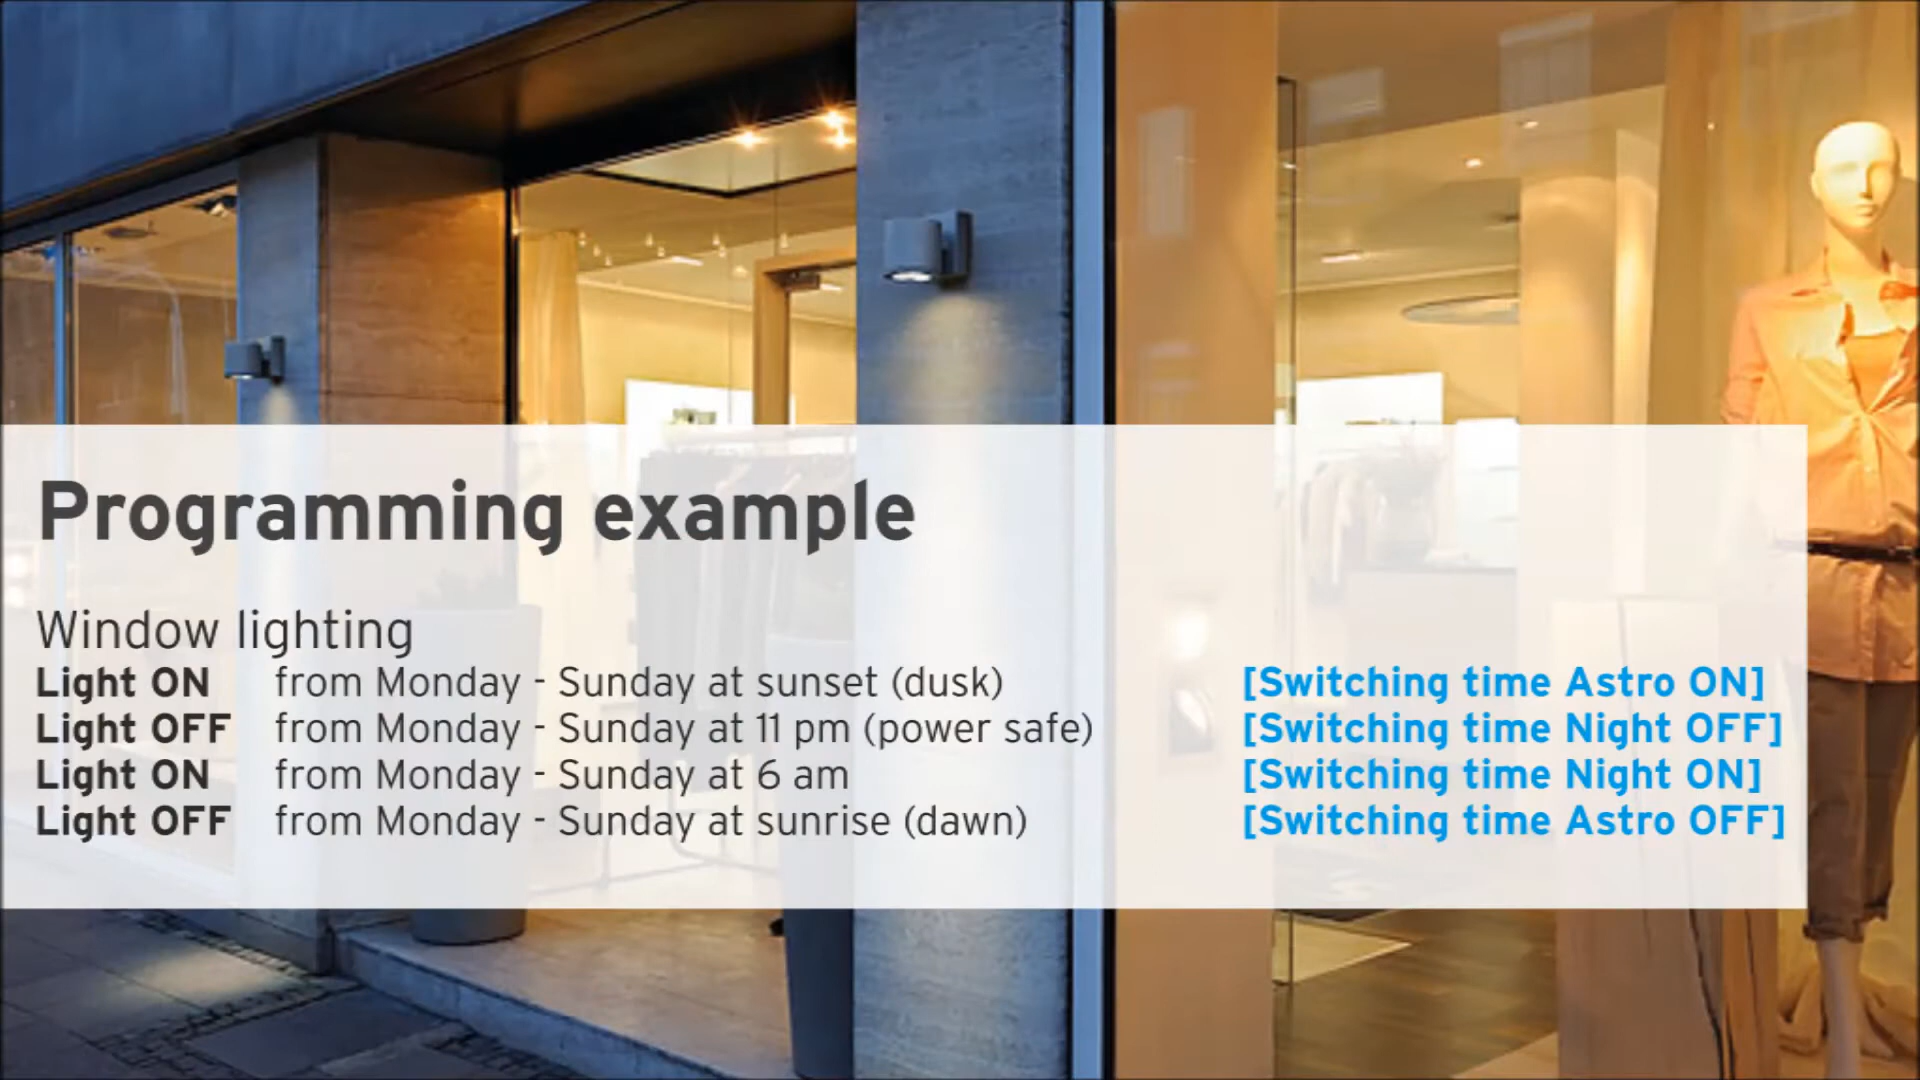 Programming example
Window lighting
Light ON from Monday - Sunday at sunset (dusk) [Switching time Astro ON]
Light OFF from Monday - Sunday at 11 pm (power safe) [Switching time Night OFF]
Light ON from Monday - Sunday at 6 am [Switching time Night ON]
Light OFF from Monday - Sunday at sunrise (dawn) [Switching time Astro OFF]